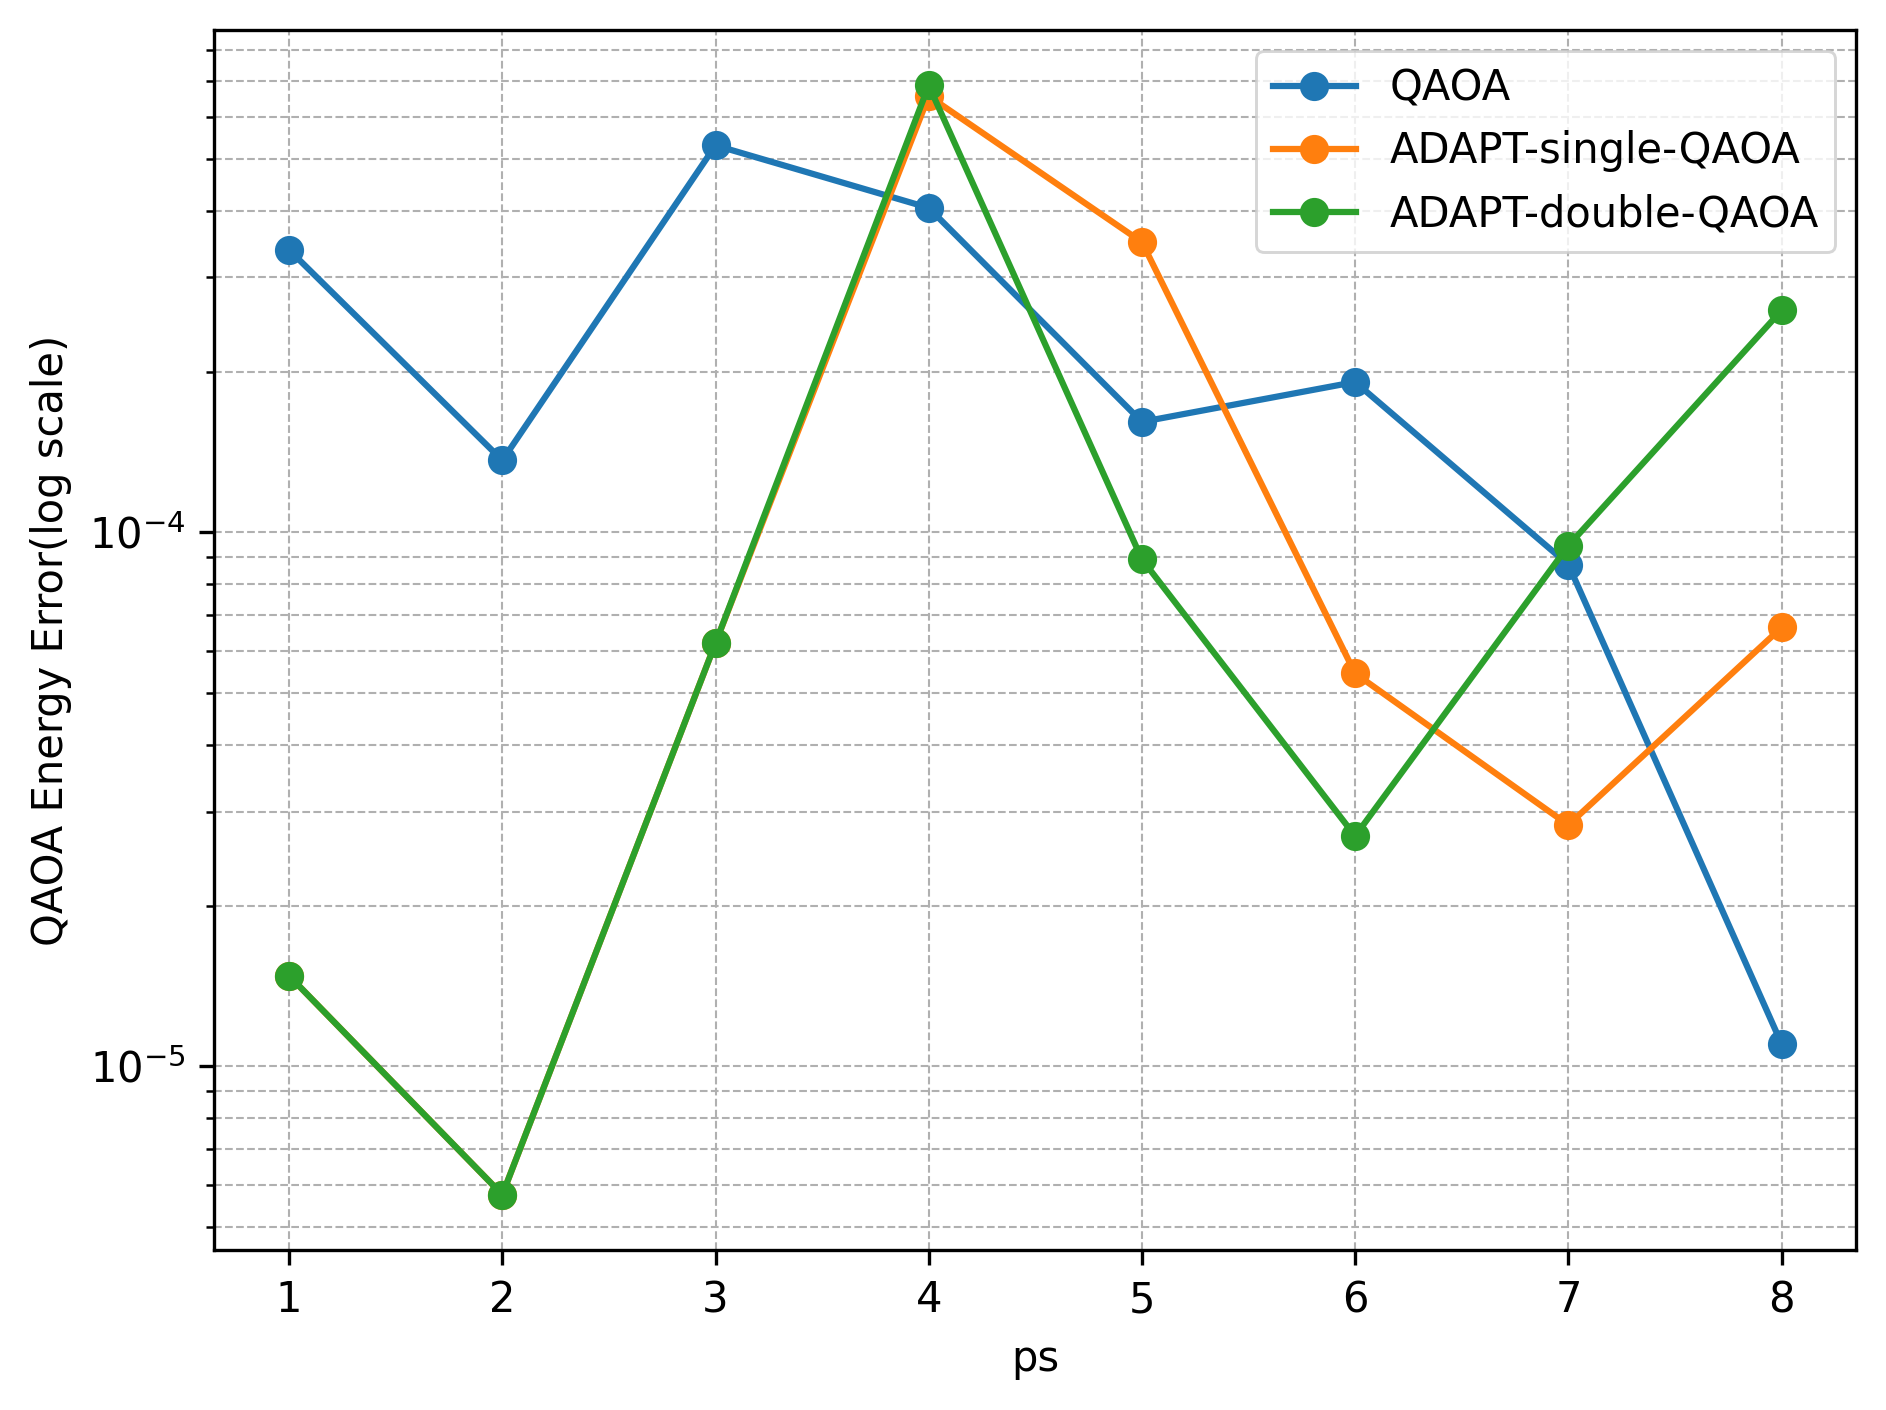 QAOA
ADAPT-single-QAOA
ADAPT-double-QAOA
QAOA Energy Error(log scale)
10⁻⁴
10⁻⁵
1 2 3 4 5 6 7 8
ps